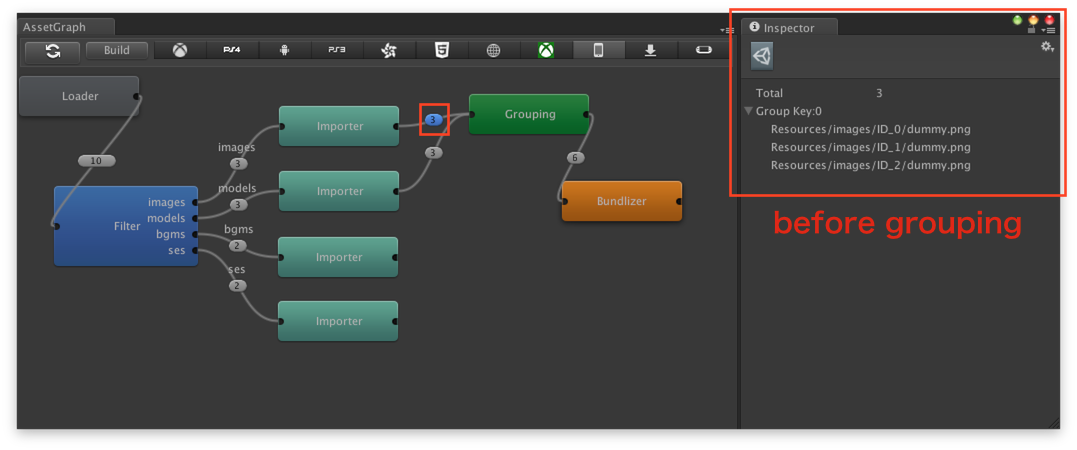 AssetGraph
Build
PS4
PS3
Loader
10
Filter
images
models
bgms
ses
images
3
models
3
bgms
2
ses
2
Importer
Importer
Importer
Importer
3
3
Grouping
6
Bundlizer
Inspector
Total 3
Group Key:0
Resources/images/ID_0/dummy.png
Resources/images/ID_1/dummy.png
Resources/images/ID_2/dummy.png
before grouping